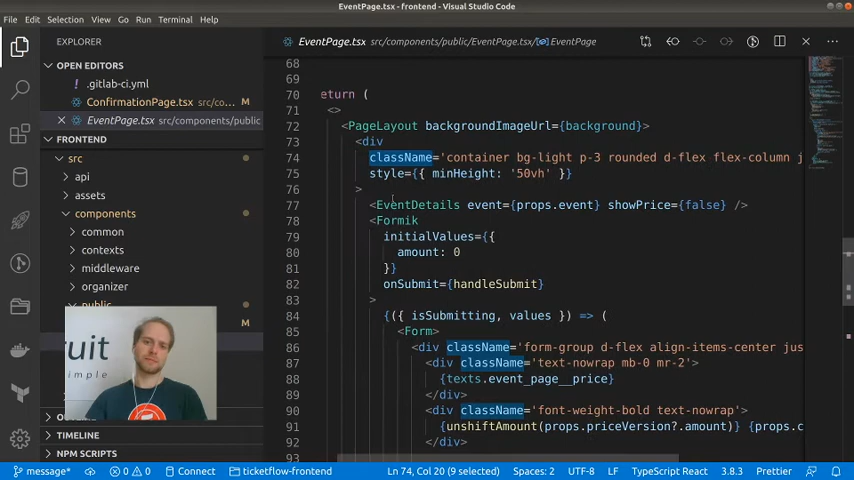 EventPage.tsx - frontend - Visual Studio Code
File Edit Selection View Go Run Terminal Help
EXPLORER
OPEN EDITORS
.gitlab-ci.yml
ConfirmationPage.tsx src/co... M
EventPage.tsx src/components/public
FRONTEND
src
api
assets
components
common
contexts
middleware
organizer
public
M
TIMELINE
NPM SCRIPTS
ruit
simple
EventPage.tsx src/components/public/EventPage.tsx/EventPage
68
69
70 eturn (
71 <>
72 <PageLayout backgroundImageUrl={background}>
73 <div
74 className='container bg-light p-3 rounded d-flex flex-column j
75 style={{ minHeight: '50vh' }}
76 >
77 <EventDetails event={props.event} showPrice={false} />
78 <Formik
79 initialValues={{
80 amount: 0
81 }}
82 onSubmit={handleSubmit}
83 >
84 {({ isSubmitting, values }) => (
85 <Form>
86 <div className='form-group d-flex align-items-center jus
87 <div className='text-nowrap mb-0 mr-2'>
88 {texts.event_page__price}
89 </div>
90 <div className='font-weight-bold text-nowrap'>
91 {unshiftAmount(props.priceVersion?.amount)} {props.c
92 </div>
93
message* 0 0 Connect ticketflow-frontend Ln 74, Col 20 (9 selected) Spaces: 2 UTF-8 LF TypeScript React 3.8.3 Prettier